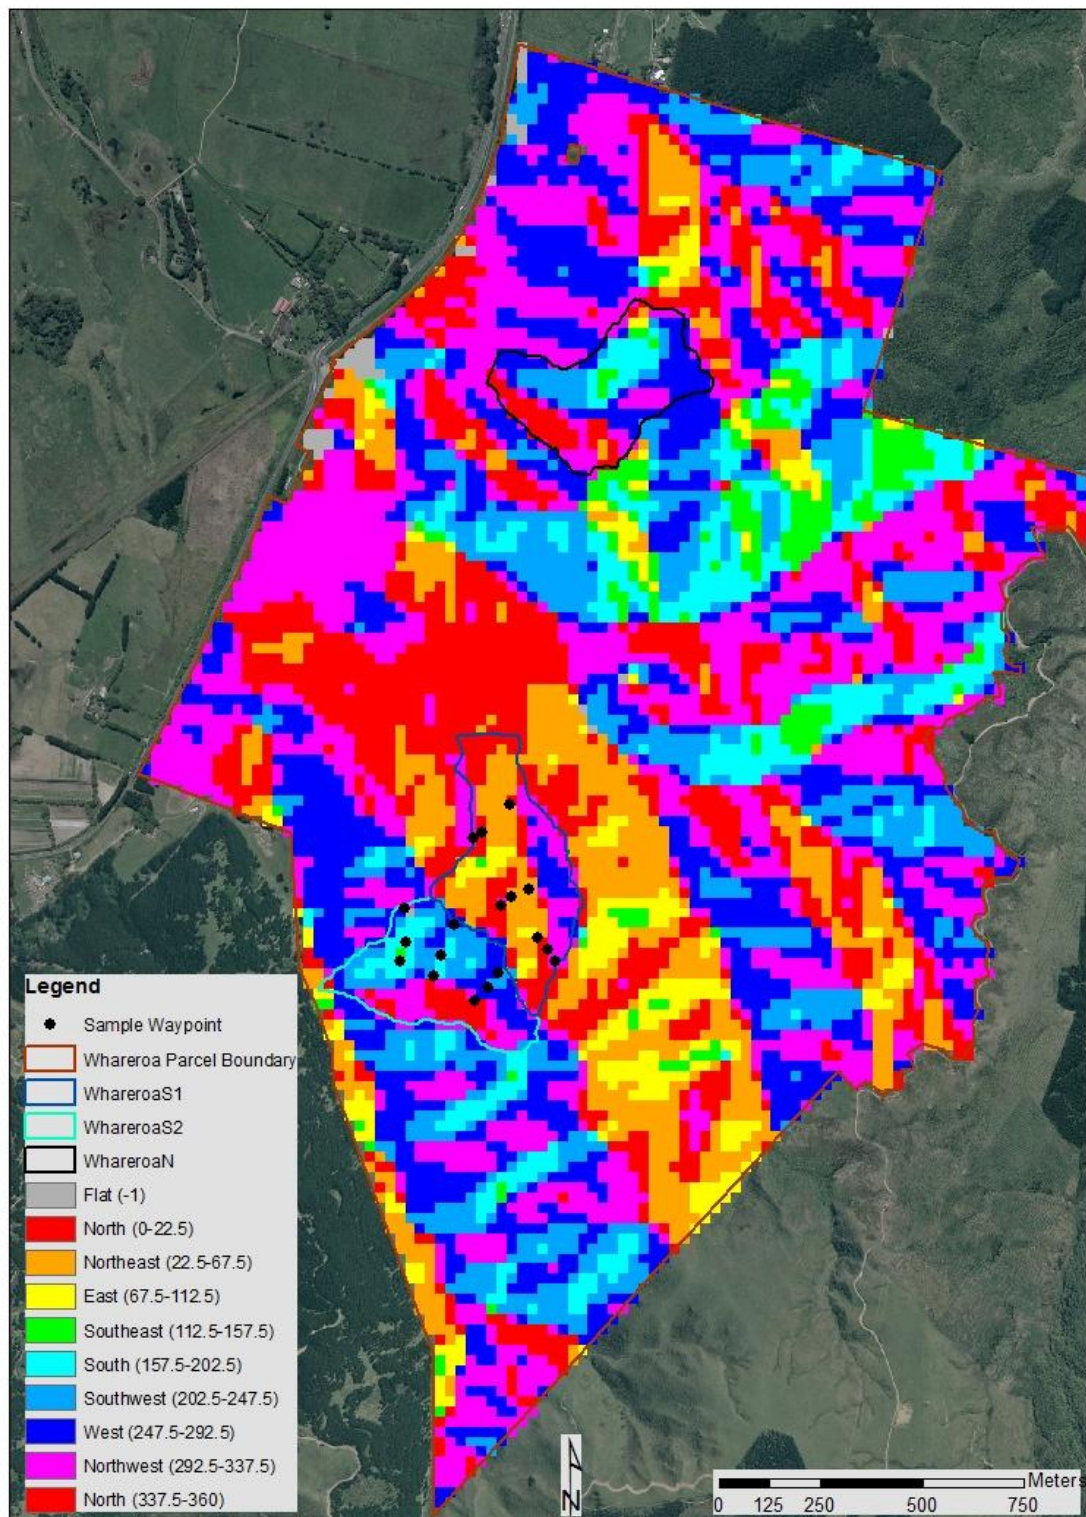 Legend
Sample Waypoint
Whareroa Parcel Boundary
WhareroaS1
WhareroaS2
WhareroaN
Flat (-1)
North (0-22.5)
Northeast (22.5-67.5)
East (67.5-112.5)
Southeast (112.5-157.5)
South (157.5-202.5)
Southwest (202.5-247.5)
West (247.5-292.5)
Northwest (292.5-337.5)
North (337.5-360)
N
Meters
0 125 250 500 750